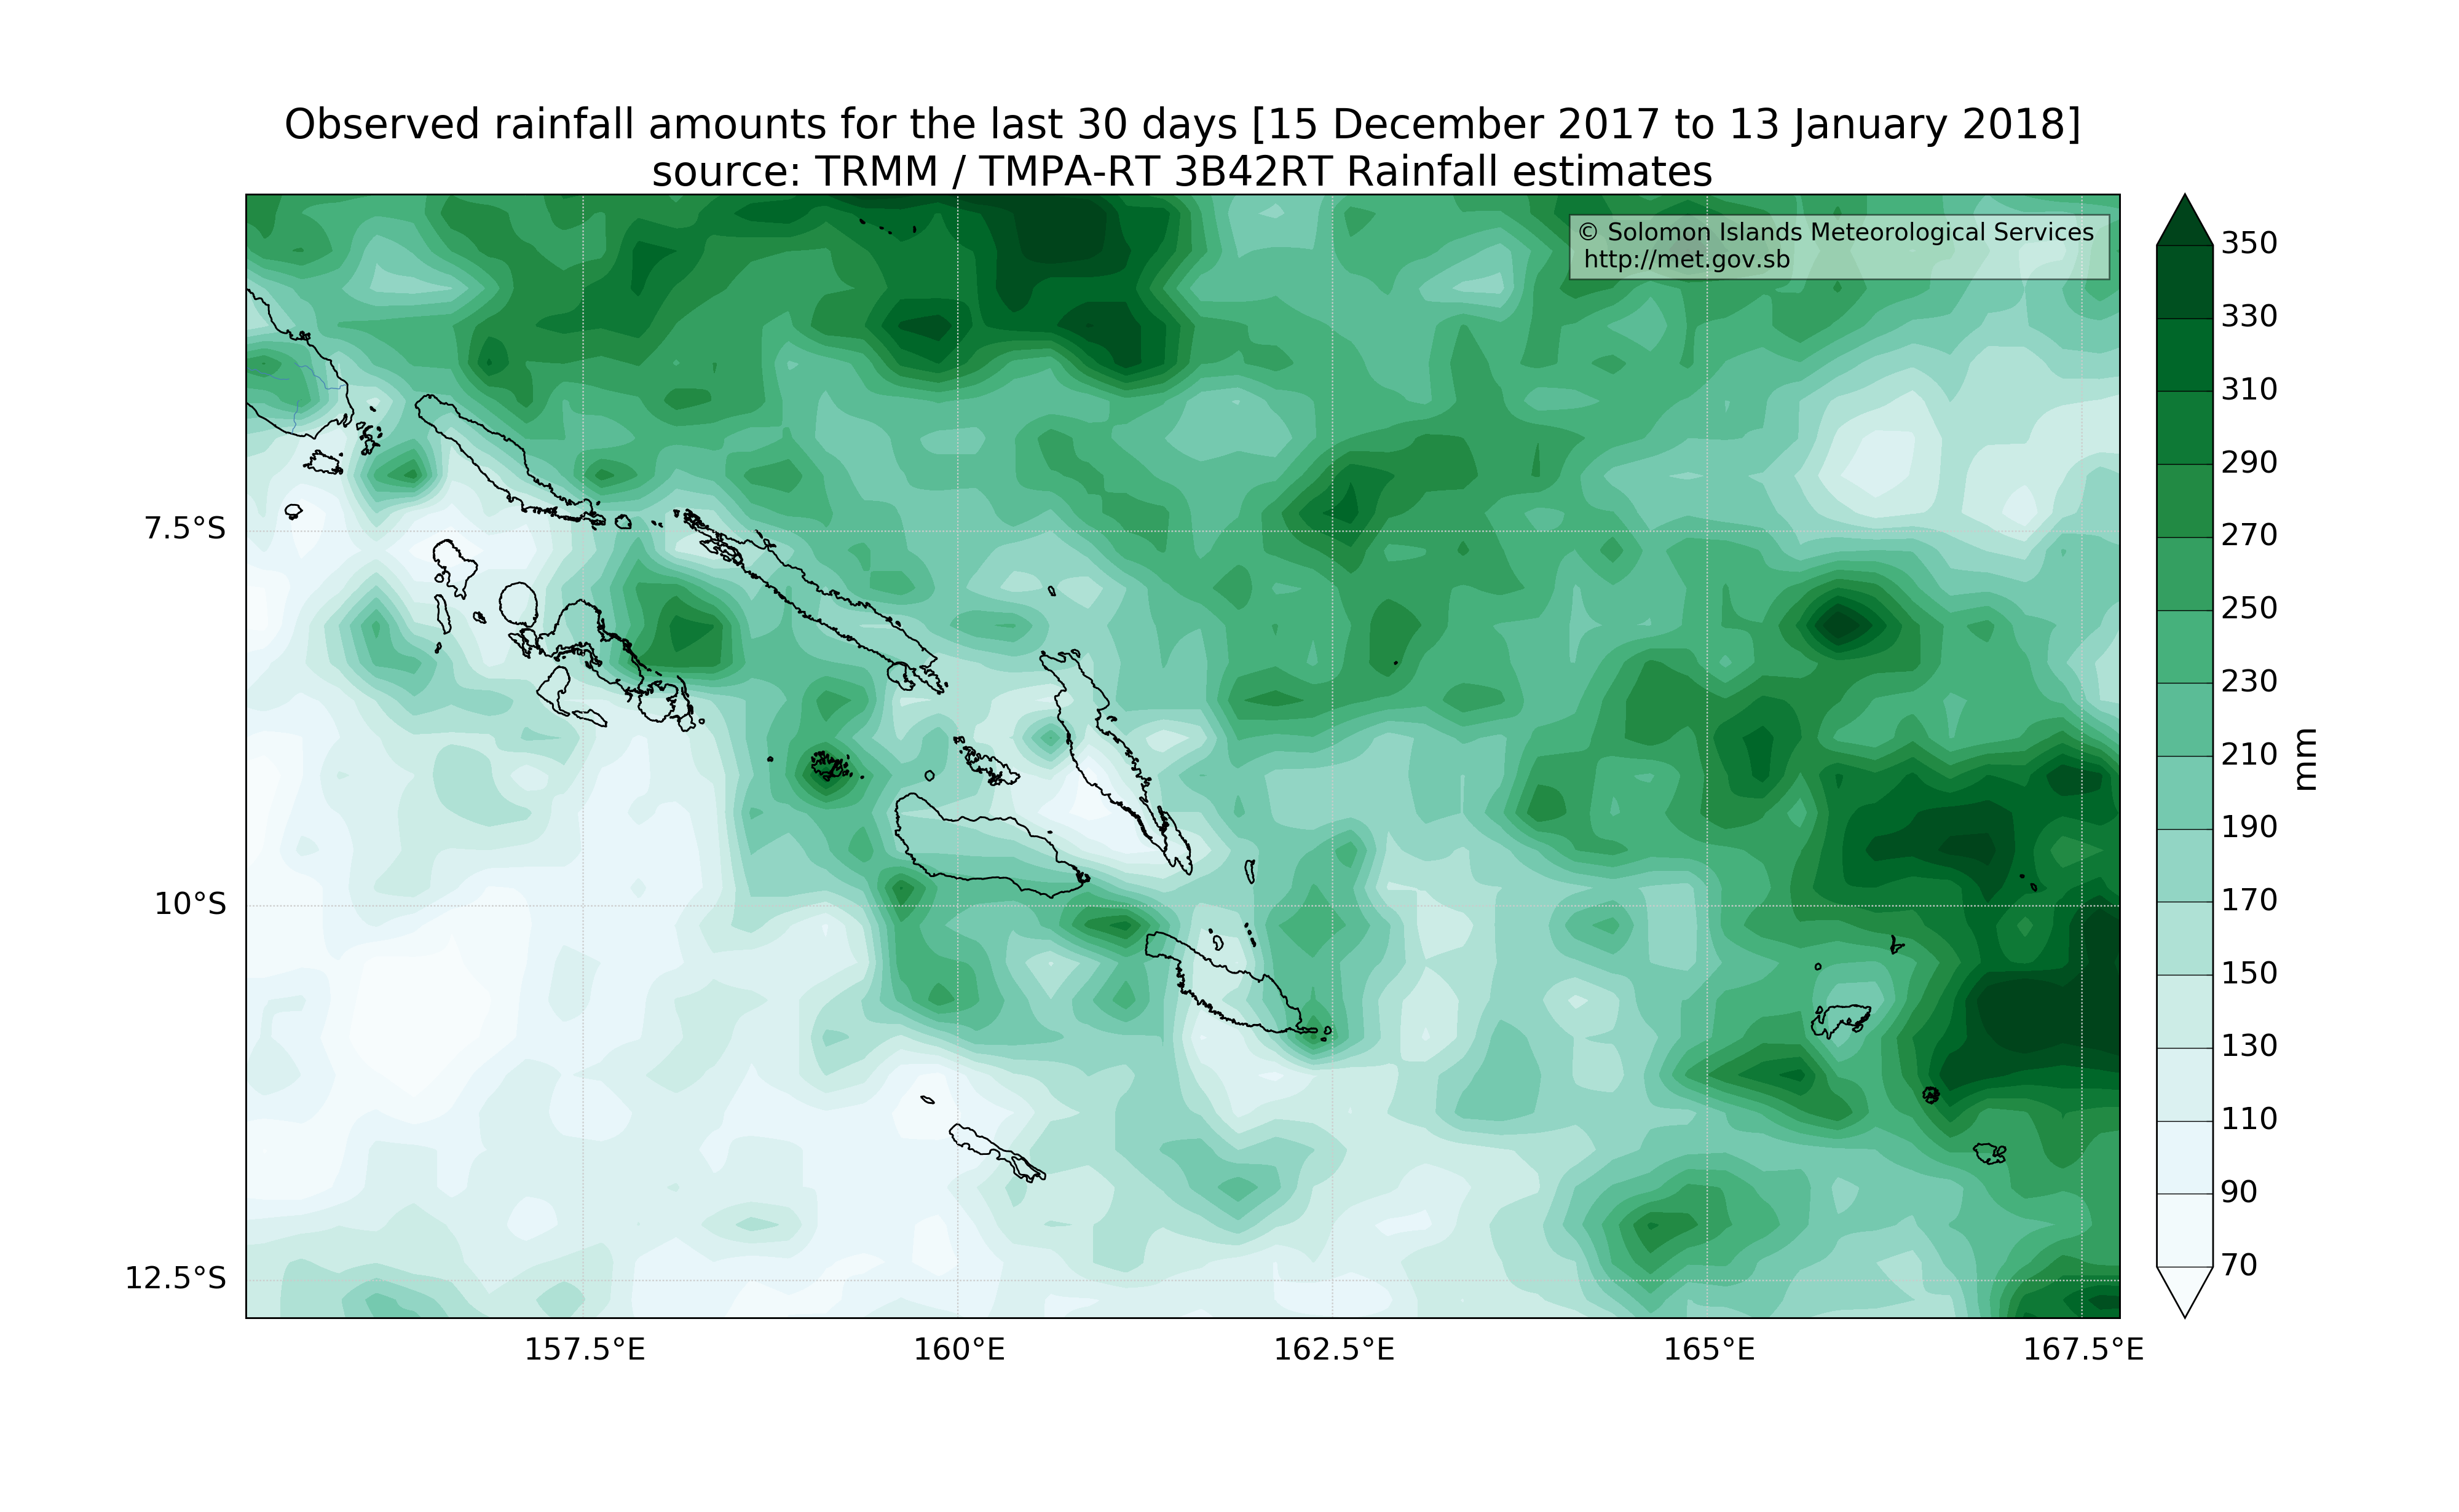 Observed rainfall amounts for the last 30 days [15 December 2017 to 13 January 2018]
source: TRMM / TMPA-RT 3B42RT Rainfall estimates
© Solomon Islands Meteorological Services
http://met.gov.sb
7.5°S
10°S
12.5°S
157.5°E
160°E
162.5°E
165°E
167.5°E
350
330
310
290
270
250
230
210
190
170
150
130
110
90
70
mm